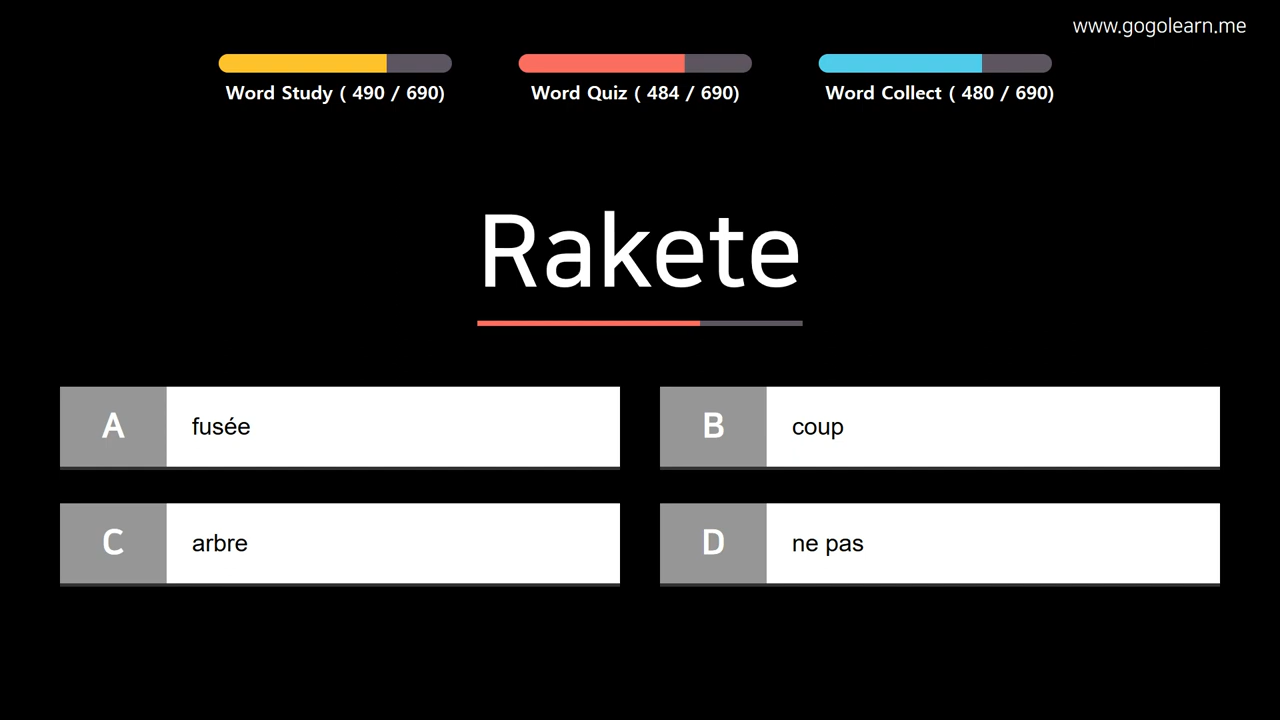 www.gogolearn.me
Word Study ( 490 / 690)
Word Quiz ( 484 / 690)
Word Collect ( 480 / 690)
Rakete
A fusée
B coup
C arbre
D ne pas